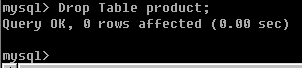 mysql> Drop Table product;
Query OK, 0 rows affected (0.00 sec)
mysql>